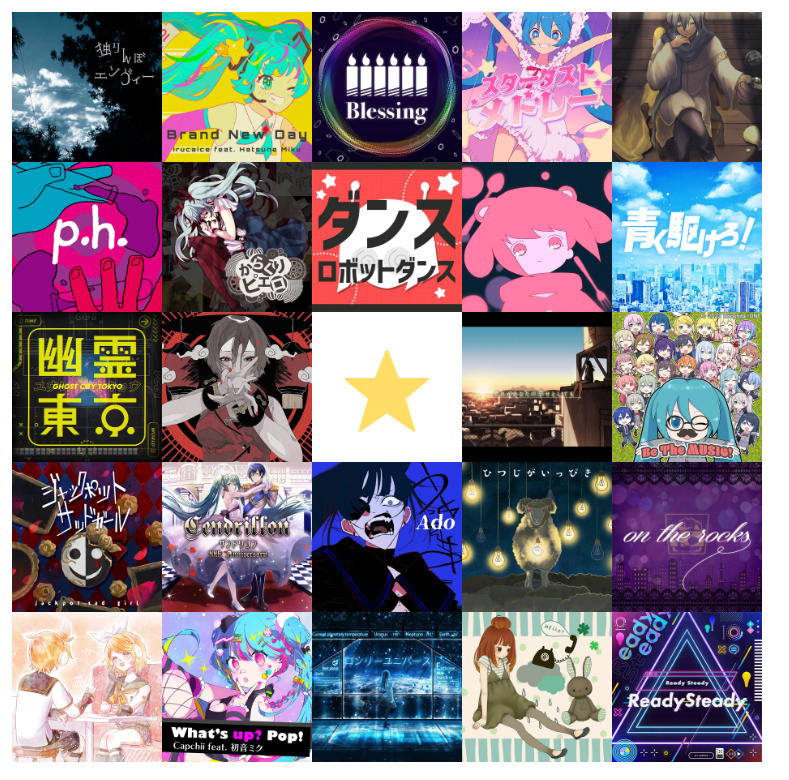 独りんぼ
エンヴィー
Brand New Day
irucaice feat. Hatsune Miku
Blessing
スターダスト
メドレー
p.h.
からくり
ピエロ
ダンス
ロボットダンス
青く駆けろ!
幽霊
GHOST CITY TOKYO
東京
Be The MUSIC!
ジャックポット
サッドガール
jackpot sad girl
Cendrillon
サンドリオン
10th Anniversary
Ado
ひつじがいっぴき
on the rocks
What's up? Pop!
Capchii feat. 初音ミク
ロンリーユニバース
Hello!
eady
eady
Ready Steady
ReadySteady